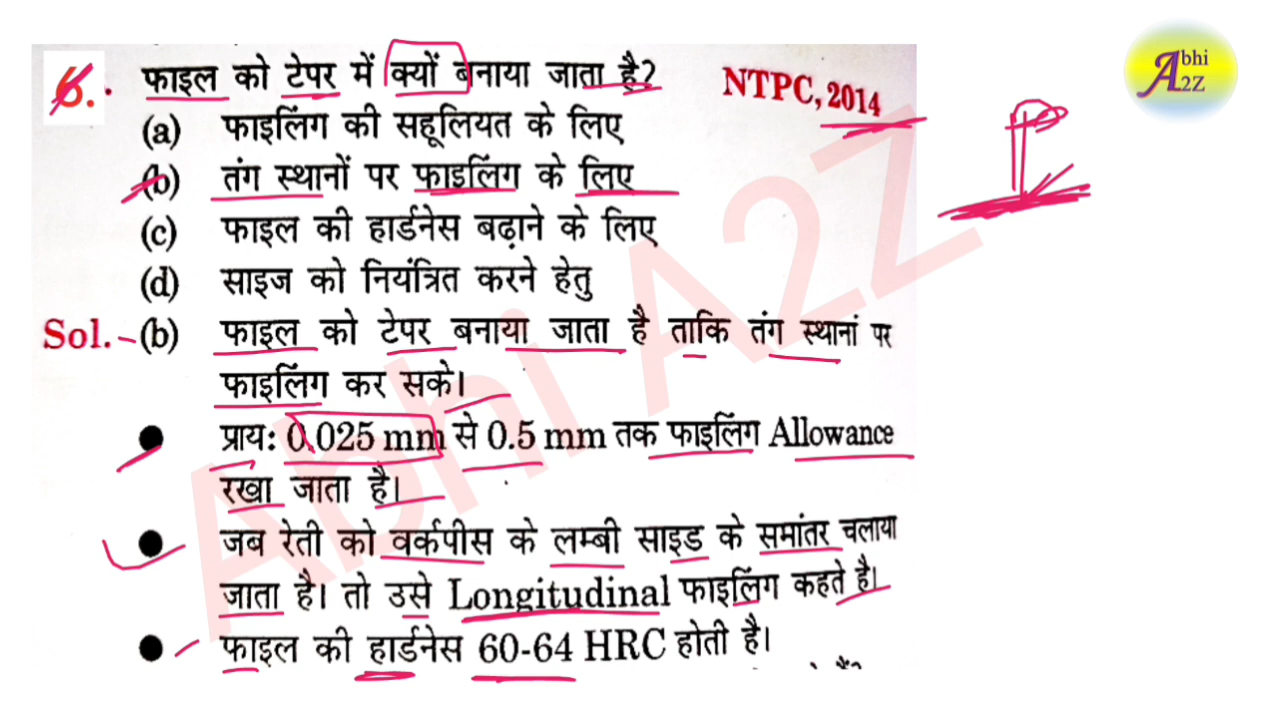 Abhi
A2Z
6. फाइल को टेपर में क्यों बनाया जाता है?
NTPC, 2014
(a) फाइलिंग की सहूलियत के लिए
(b) तंग स्थानों पर फाइलिंग के लिए
(c) फाइल की हार्डनेस बढ़ाने के लिए
(d) साइज को नियंत्रित करने हेतु
Sol.-(b) फाइल को टेपर बनाया जाता है ताकि तंग स्थानां पर
फाइलिंग कर सके।
● प्राय: 0.025 mm से 0.5 mm तक फाइलिंग Allowance
रखा जाता है।
● जब रेती को वर्कपीस के लम्बी साइड के समांतर चलाया
जाता है। तो उसे Longitudinal फाइलिंग कहते है।
● फाइल की हार्डनेस 60-64 HRC होती है।
Abhi A2Z